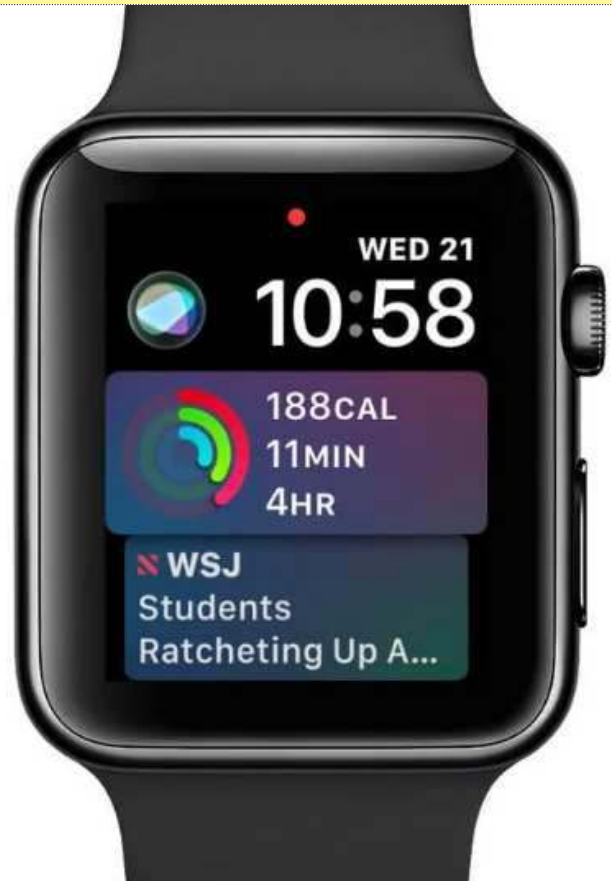 WED 21
10:58
188CAL
11MIN
4HR
WSJ
Students
Ratcheting Up A...